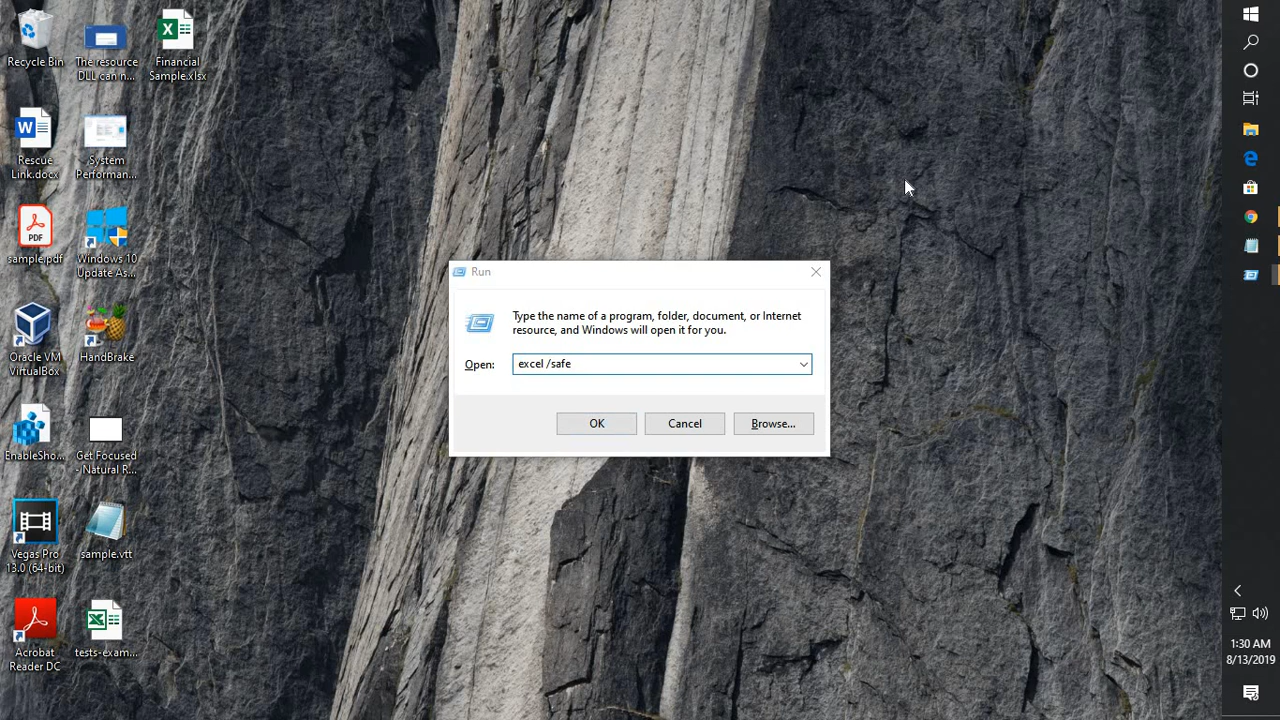 Recycle Bin
The resource
DLL can n...
Financial
Sample.xlsx
Rescue
Link.docx
System
Performan...
PDF
sample.pdf
Windows 10
Update As...
Oracle VM
VirtualBox
HandBrake
EnableSho...
Get Focused
- Natural R...
Vegas Pro
13.0 (64-bit)
sample.vtt
Acrobat
Reader DC
tests-exam...
Run
Type the name of a program, folder, document, or Internet
resource, and Windows will open it for you.
Open:
excel /safe
OK
Cancel
Browse...
1:30 AM
8/13/2019